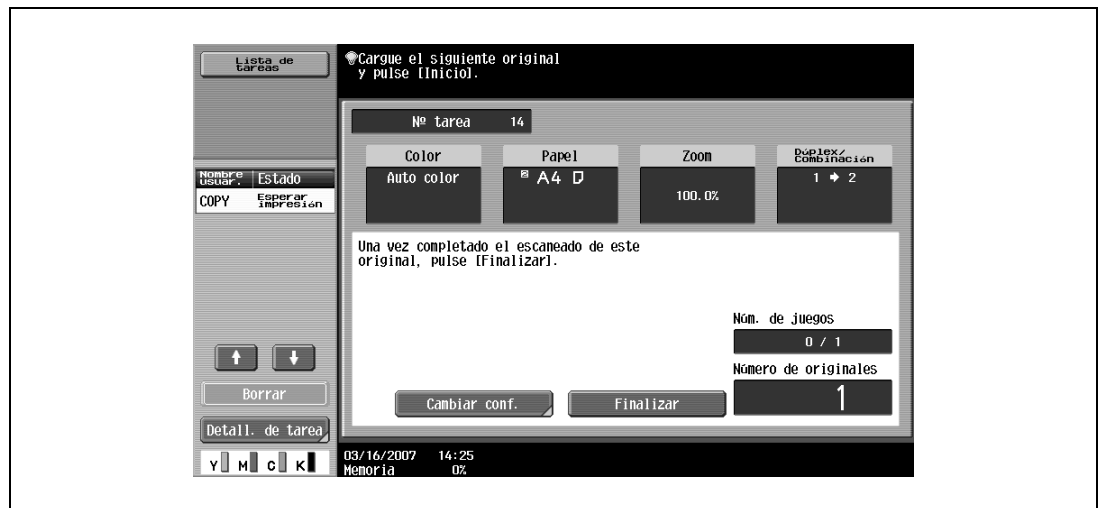 Lista de
tareas
Cargue el siguiente original
y pulse [Inicio].
Nº tarea 14
Color
Auto color
Papel
2 A4
Zoom
100.0%
Dúplex/
Combinación
1 → 2
Nombre
usuar.
Estado
COPY
Esperar
impresión
Una vez completado el escaneado de este
original, pulse [Finalizar].
Núm. de juegos
0 / 1
Número de originales
1
Cambiar conf.
Finalizar
Borrar
Detall. de tarea
Y M C K
03/16/2007 14:25
Memoria 0%